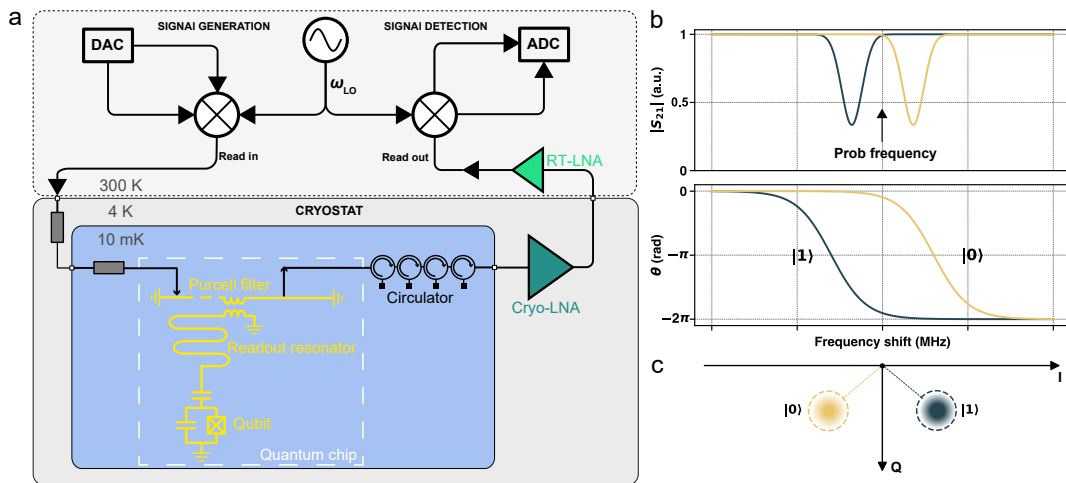 a
SIGNAl GENERATION
SIGNAl DETECTION
DAC
ADC
ω_LO
Read in
Read out
RT-LNA
300 K
4 K
CRYOSTAT
10 mK
Purcell filter
Circulator
Cryo-LNA
Readout resonator
Qubit
Quantum chip
b
|S₂₁| (a.u.)
1
0.5
0
Prob frequency
θ (rad)
0
−π
−2π
|1⟩
|0⟩
Frequency shift (MHz)
c
I
|0⟩
|1⟩
Q